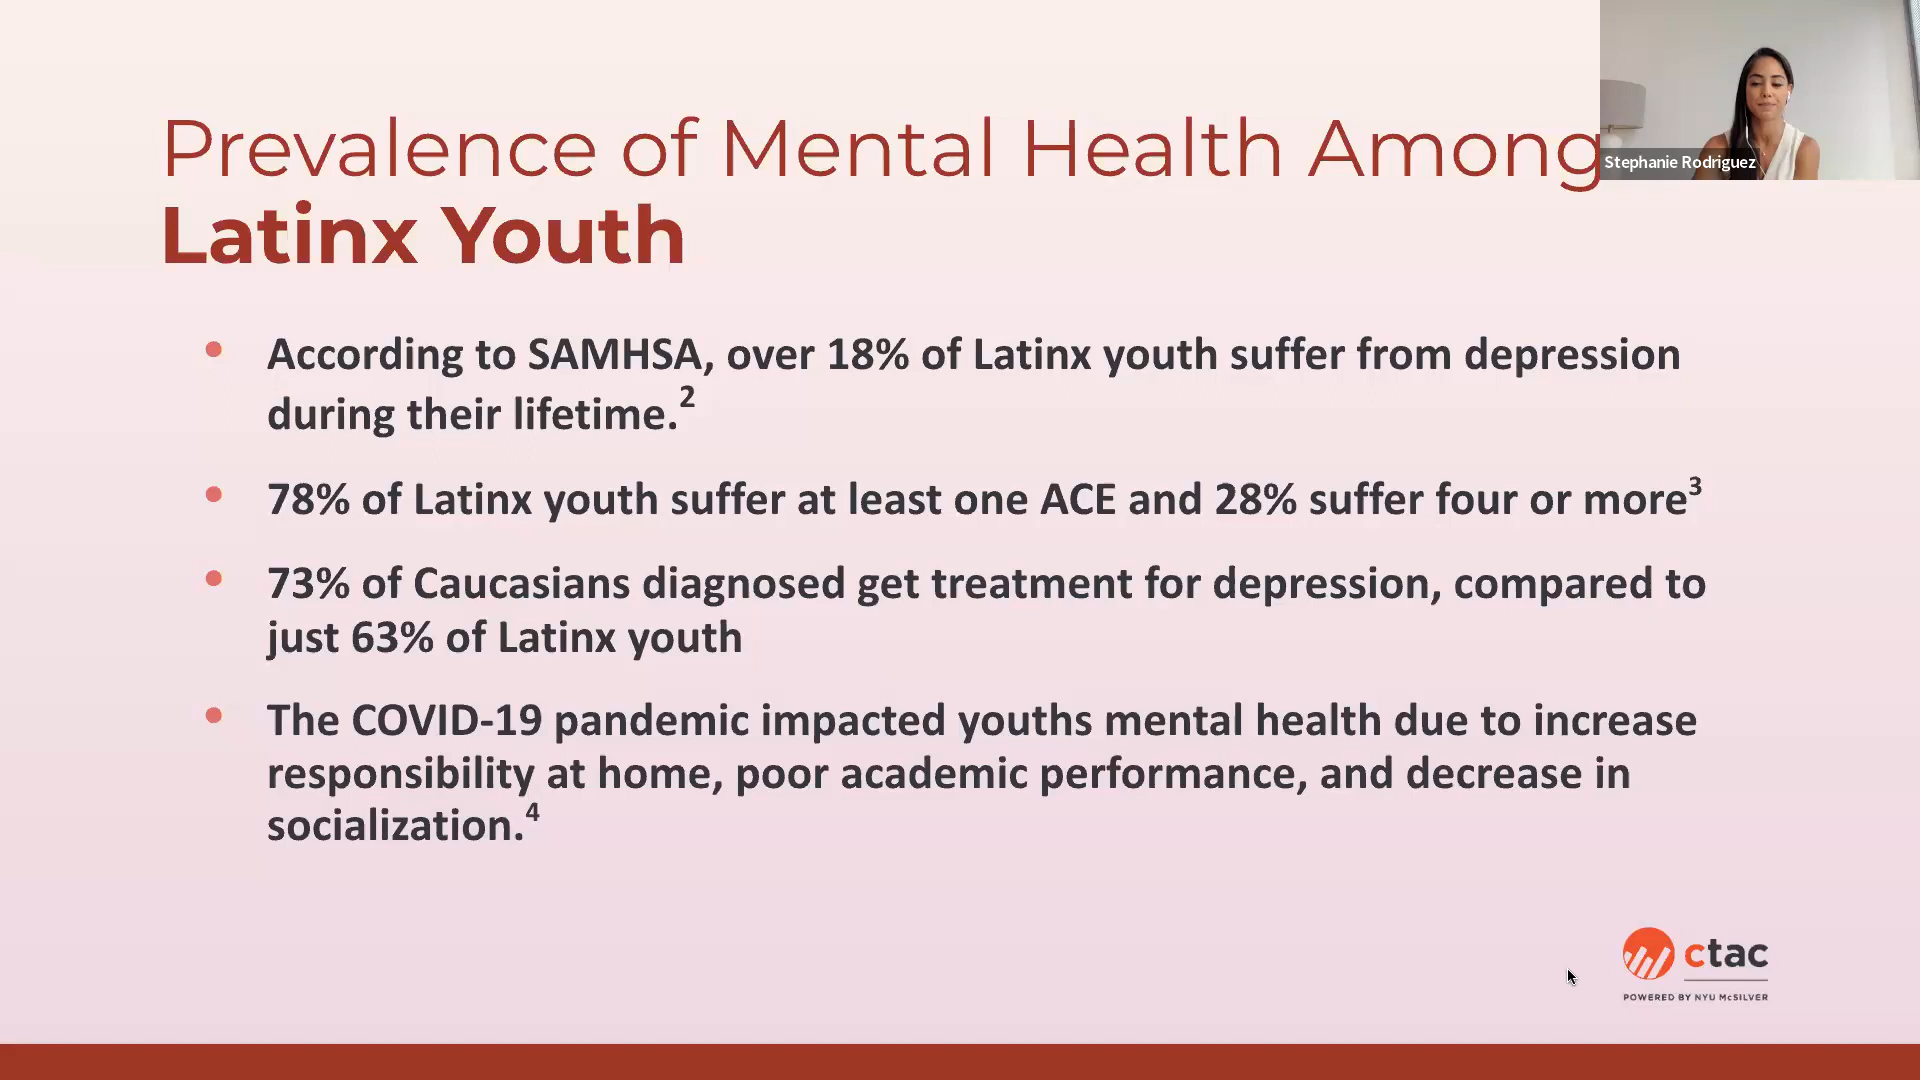 Prevalence of Mental Health Among
Latinx Youth
Stephanie Rodriguez
• According to SAMHSA, over 18% of Latinx youth suffer from depression
during their lifetime.²
• 78% of Latinx youth suffer at least one ACE and 28% suffer four or more³
• 73% of Caucasians diagnosed get treatment for depression, compared to
just 63% of Latinx youth
• The COVID-19 pandemic impacted youths mental health due to increase
responsibility at home, poor academic performance, and decrease in
socialization.⁴
ctac
POWERED BY NYU McSILVER